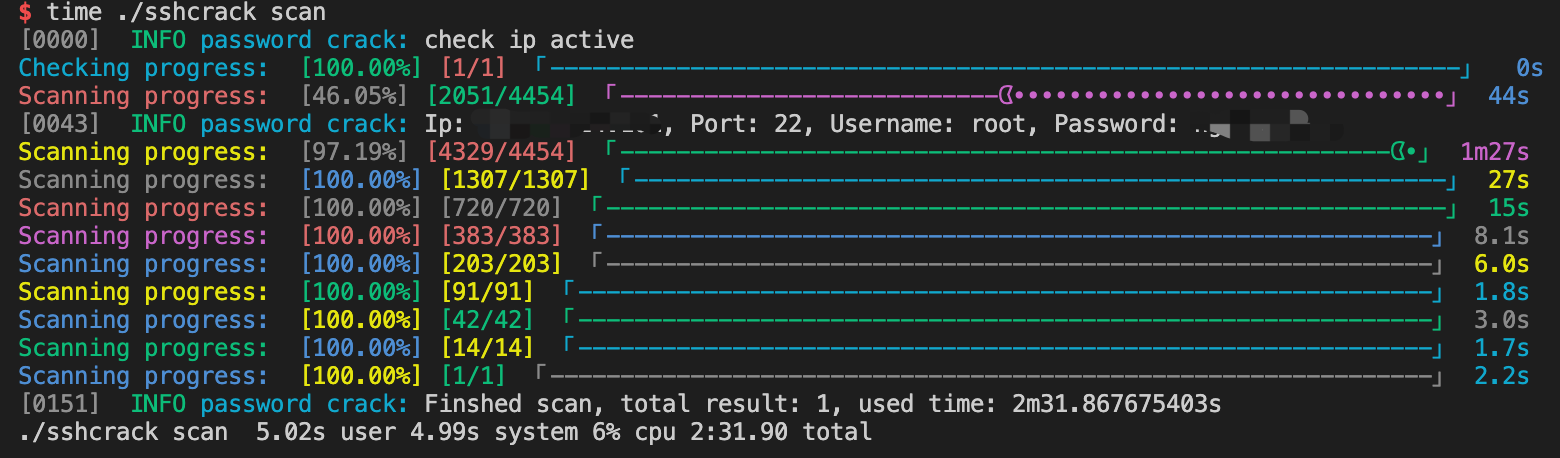 $ time ./sshcrack scan
[0000] INFO password crack: check ip active
Checking progress: [100.00%] [1/1] 0s
Scanning progress: [46.05%] [2051/4454] 44s
[0043] INFO password crack: Ip: , Port: 22, Username: root, Password:
Scanning progress: [97.19%] [4329/4454] 1m27s
Scanning progress: [100.00%] [1307/1307] 27s
Scanning progress: [100.00%] [720/720] 15s
Scanning progress: [100.00%] [383/383] 8.1s
Scanning progress: [100.00%] [203/203] 6.0s
Scanning progress: [100.00%] [91/91] 1.8s
Scanning progress: [100.00%] [42/42] 3.0s
Scanning progress: [100.00%] [14/14] 1.7s
Scanning progress: [100.00%] [1/1] 2.2s
[0151] INFO password crack: Finshed scan, total result: 1, used time: 2m31.867675403s
./sshcrack scan 5.02s user 4.99s system 6% cpu 2:31.90 total